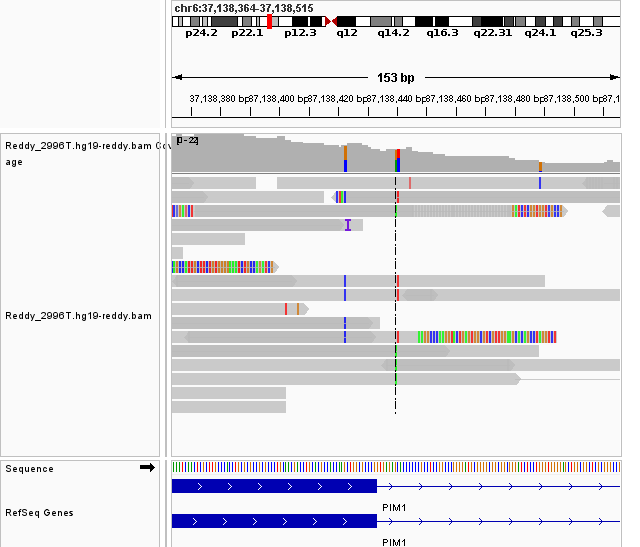 chr6:37,138,364-37,138,515
p24.2 p22.1 p12.3 q12 q14.2 q16.3 q22.31 q24.1 q25.3
153 bp
37,138,380 bp 37,138,400 bp 37,138,420 bp 37,138,440 bp 37,138,460 bp 37,138,480 bp 37,138,500 bp 37,1
Reddy_2996T.hg19-reddy.bam Cov
age
[0-22]
Reddy_2996T.hg19-reddy.bam
Sequence
PIM1
RefSeq Genes
PIM1